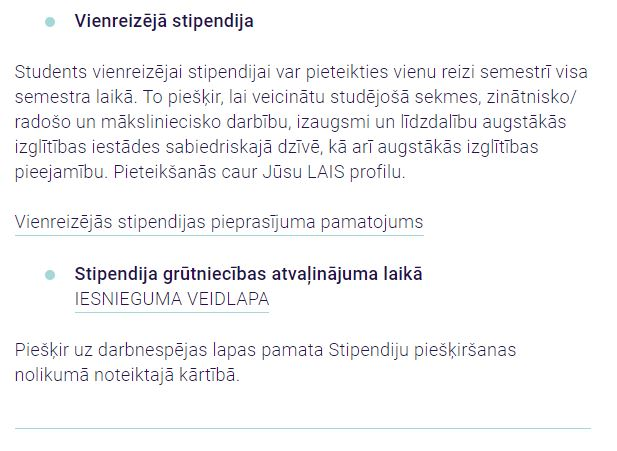 Vienreizējā stipendija
Students vienreizējai stipendijai var pieteikties vienu reizi semestrī visa
semestra laikā. To piešķir, lai veicinātu studējošā sekmes, zinātnisko/
radošo un māksliniecisko darbību, izaugsmi un līdzdalību augstākās
izglītības iestādes sabiedriskajā dzīvē, kā arī augstākās izglītības
pieejamību. Pieteikšanās caur Jūsu LAIS profilu.
Vienreizējās stipendijas pieprasījuma pamatojums
Stipendija grūtniecības atvaļinājuma laikā
IESNIEGUMA VEIDLAPA
Piešķir uz darbnespējas lapas pamata Stipendiju piešķiršanas
nolikumā noteiktajā kārtībā.